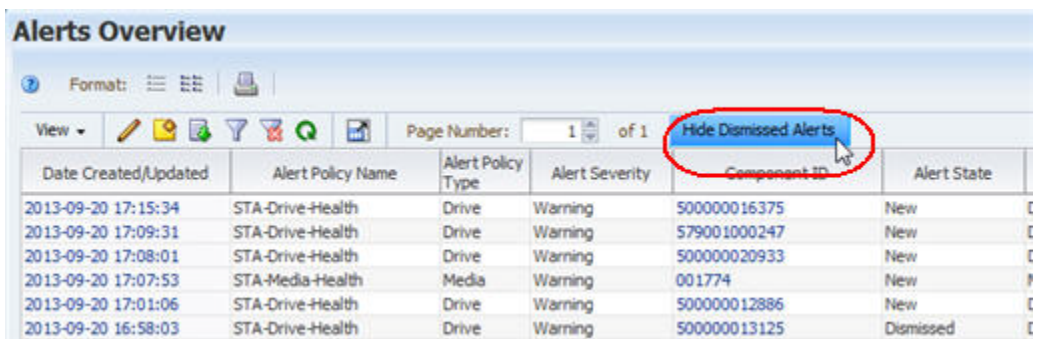 Alerts Overview
Format:
View Page Number: 1 of 1 Hide Dismissed Alerts
Date Created/Updated Alert Policy Name Alert Policy Type Alert Severity Component ID Alert State
2013-09-20 17:15:34 STA-Drive-Health Drive Warning 500000016375 New
2013-09-20 17:09:31 STA-Drive-Health Drive Warning 579001000247 New
2013-09-20 17:08:01 STA-Drive-Health Drive Warning 500000020933 New
2013-09-20 17:07:53 STA-Media-Health Media Warning 001774 New
2013-09-20 17:01:06 STA-Drive-Health Drive Warning 500000012886 New
2013-09-20 16:58:03 STA-Drive-Health Drive Warning 500000013125 Dismissed